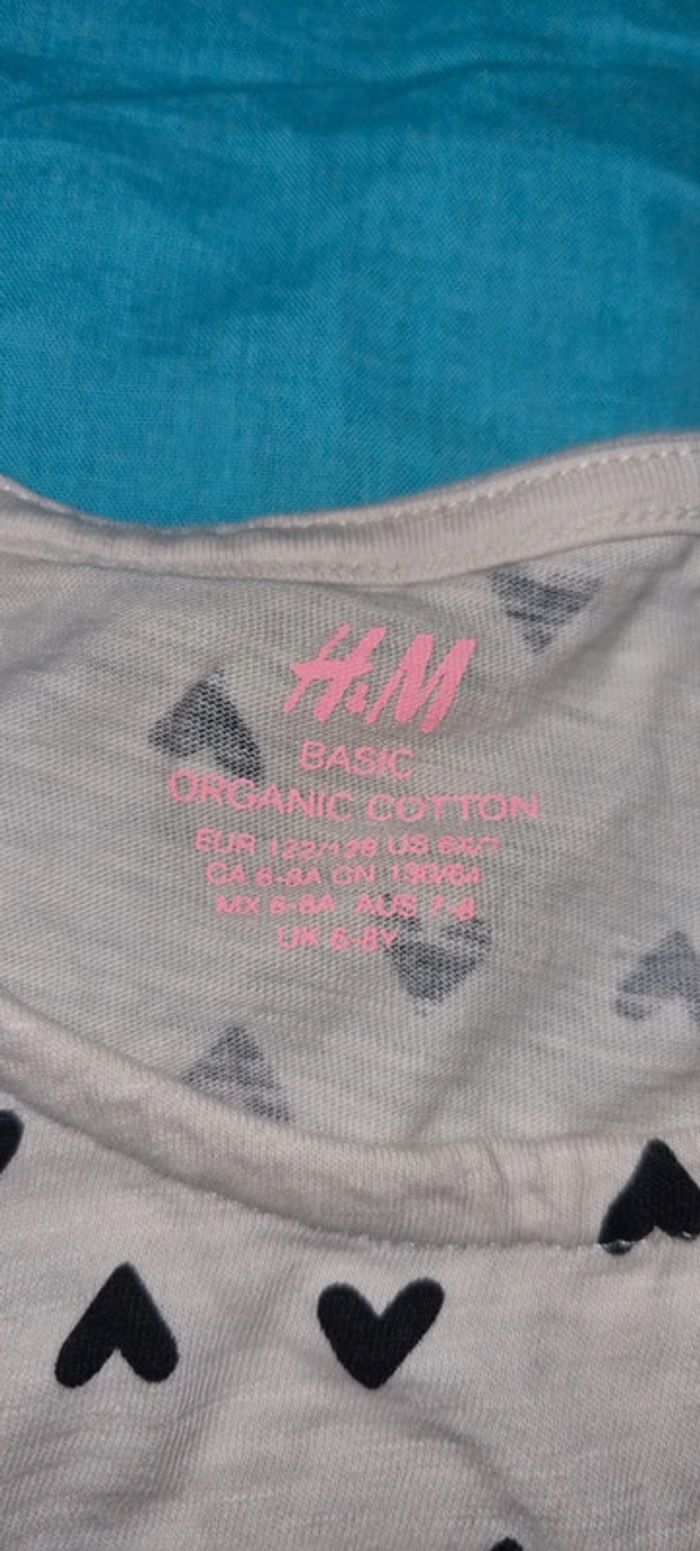 H&M
BASIC
ORGANIC COTTON
EUR 122/128 US 6X/7
CA 6-8A CN 130/64
MX 6-8A AUS 7-8
UK 6-8Y